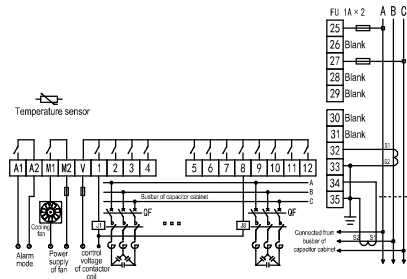 FU 1A×2 A B C
25
26 Blank
27
28 Blank
29 Blank
30 Blank
31 Blank
32 S1
33 S2
34
35
S2 S1
Connected from
busbar of
capacitor cabinet
Temperature sensor
A1 A2 M1 M2 V 1 2 3 4 5 6 7 8 9 10 11 12
A
B
Busbar of capacitor cabinet
C
Cooling
fan
J1 QF J8 QF
Alarm
mode
Power
supply
of fan
control
voltage
of contactor
coil